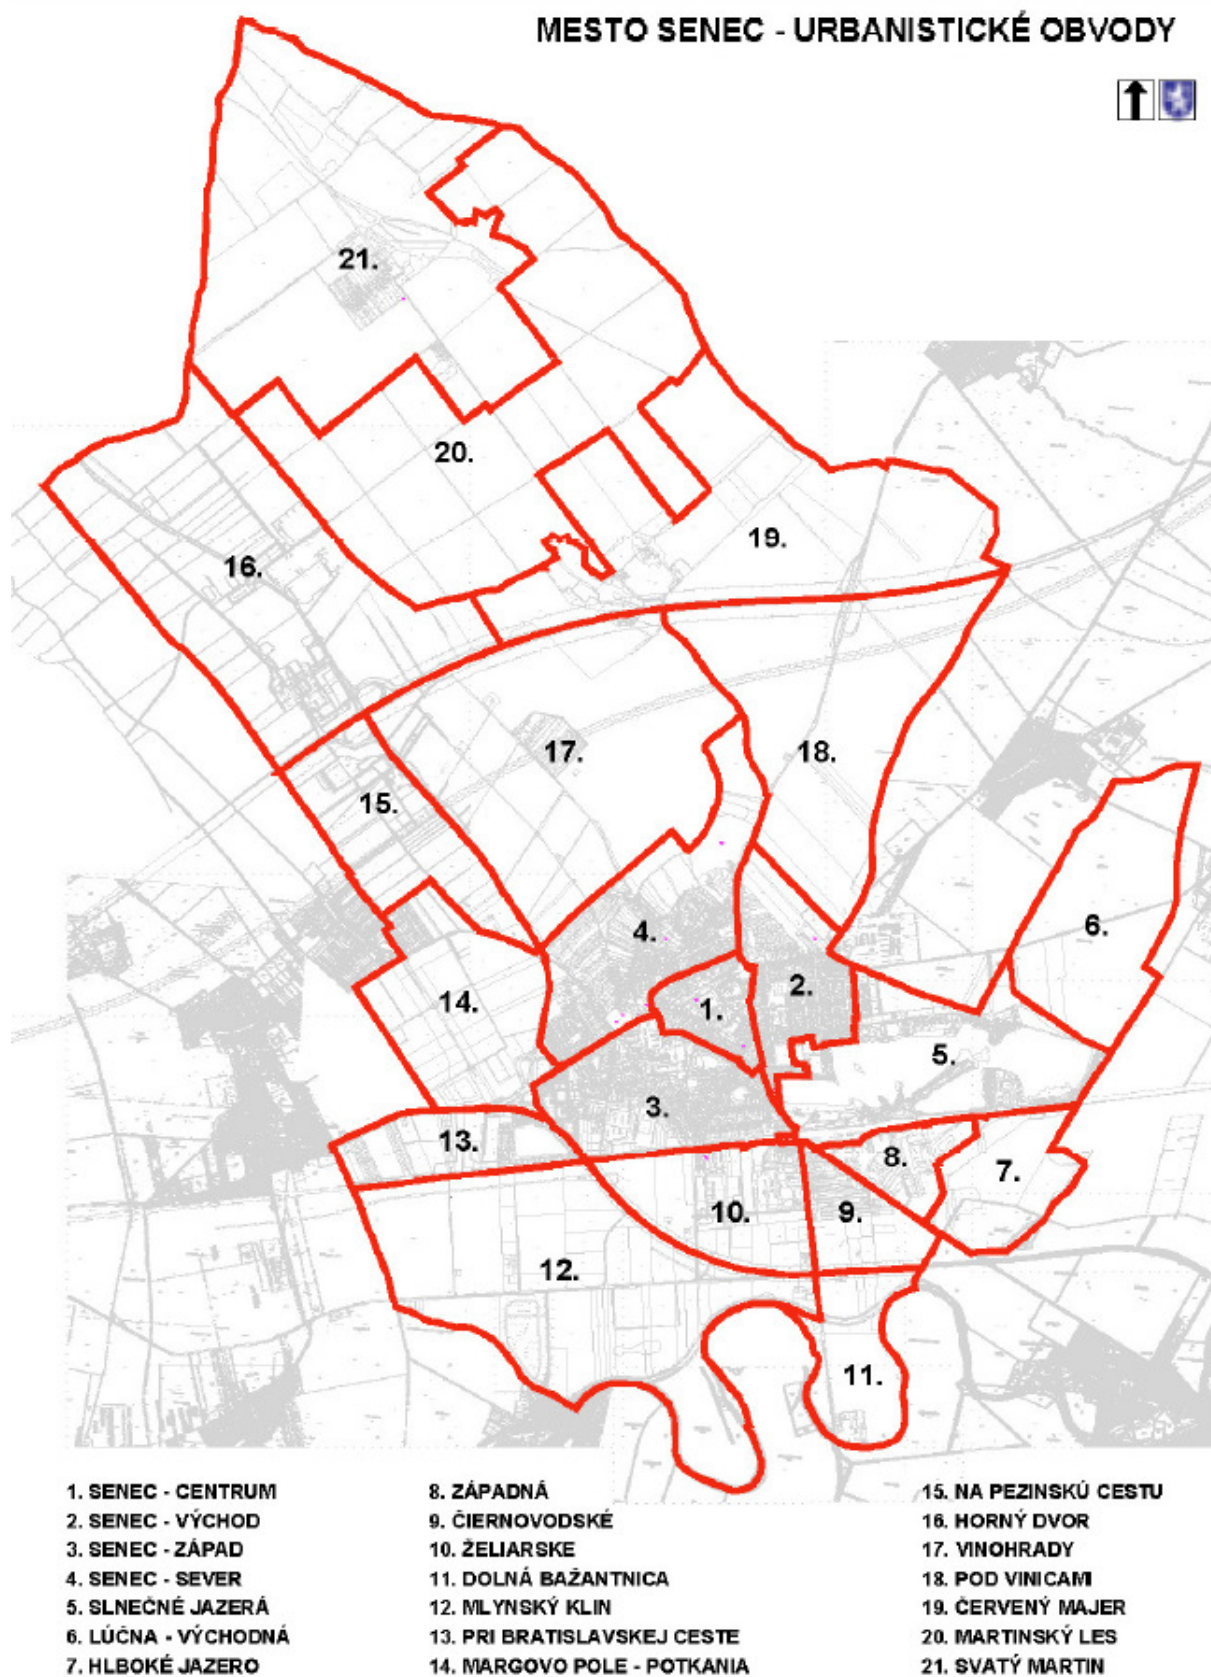 MESTO SENEC - URBANISTICKÉ OBVODY
21.
20.
19.
16.
17.
18.
15.
6.
4.
2.
14.
1.
5.
3.
13.
8.
7.
10.
9.
12.
11.
1. SENEC - CENTRUM
2. SENEC - VÝCHOD
3. SENEC - ZÁPAD
4. SENEC - SEVER
5. SLNEČNÉ JAZERÁ
6. LÚČNA - VÝCHODNÁ
7. HLBOKÉ JAZERO
8. ZÁPADNÁ
9. ČIERNOVODSKÉ
10. ŽELIARSKE
11. DOLNÁ BAŽANTNICA
12. MLYNSKÝ KLIN
13. PRI BRATISLAVSKEJ CESTE
14. MARGOVO POLE - POTKANIA
15. NA PEZINSKÚ CESTU
16. HORNÝ DVOR
17. VINOHRADY
18. POD VINICAMI
19. ČERVENÝ MAJER
20. MARTINSKÝ LES
21. SVATÝ MARTIN